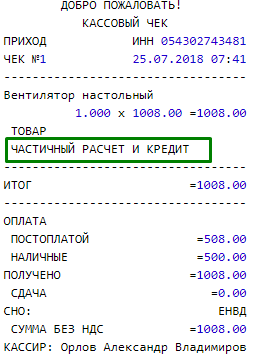 ДОБРО ПОЖАЛОВАТЬ!
КАССОВЫЙ ЧЕК
ПРИХОД ИНН 054302743481
ЧЕК №1 25.07.2018 07:41
Вентилятор настольный
1.000 x 1008.00 =1008.00
ТОВАР
ЧАСТИЧНЫЙ РАСЧЕТ И КРЕДИТ
ИТОГ =1008.00
ОПЛАТА
ПОСТОПЛАТОЙ =508.00
НАЛИЧНЫЕ =500.00
ПОЛУЧЕНО =1008.00
СДАЧА =0.00
СНО: ЕНВД
СУММА БЕЗ НДС =1008.00
КАССИР: Орлов Александр Владимиров